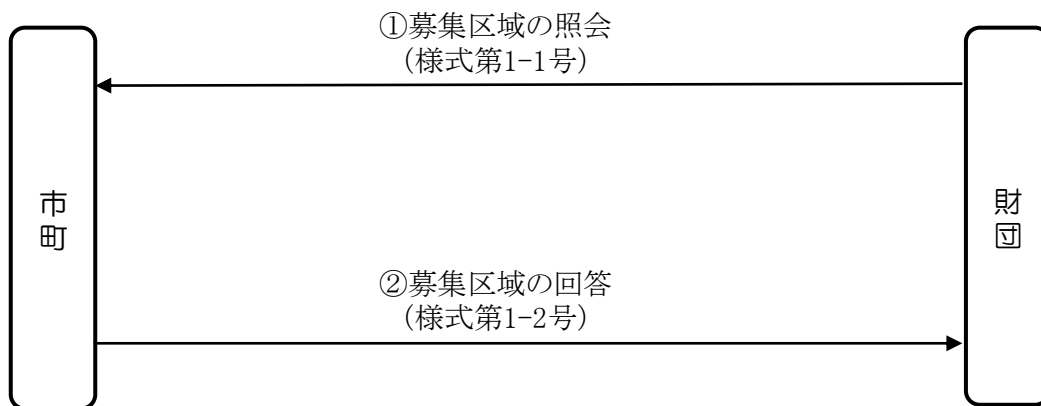 ①募集区域の照会
(様式第1-1号)
市町
財団
②募集区域の回答
(様式第1-2号)